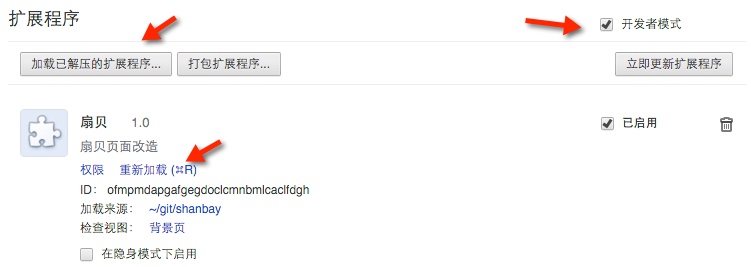 扩展程序
开发者模式
加载已解压的扩展程序... 打包扩展程序... 立即更新扩展程序
扇贝 1.0 已启用
扇贝页面改造
权限 重新加载 (⌘R)
ID： ofmpmdapgafgegdoclcmnbmlcaclfdgh
加载来源： ~/git/shanbay
检查视图： 背景页
在隐身模式下启用